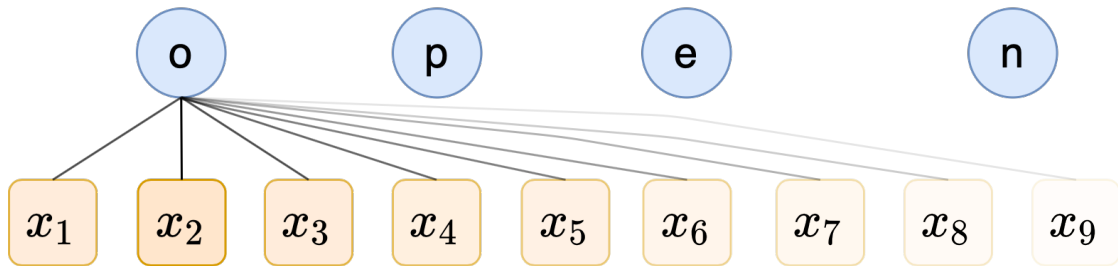 o p e n
x₁ x₂ x₃ x₄ x₅ x₆ x₇ x₈ x₉